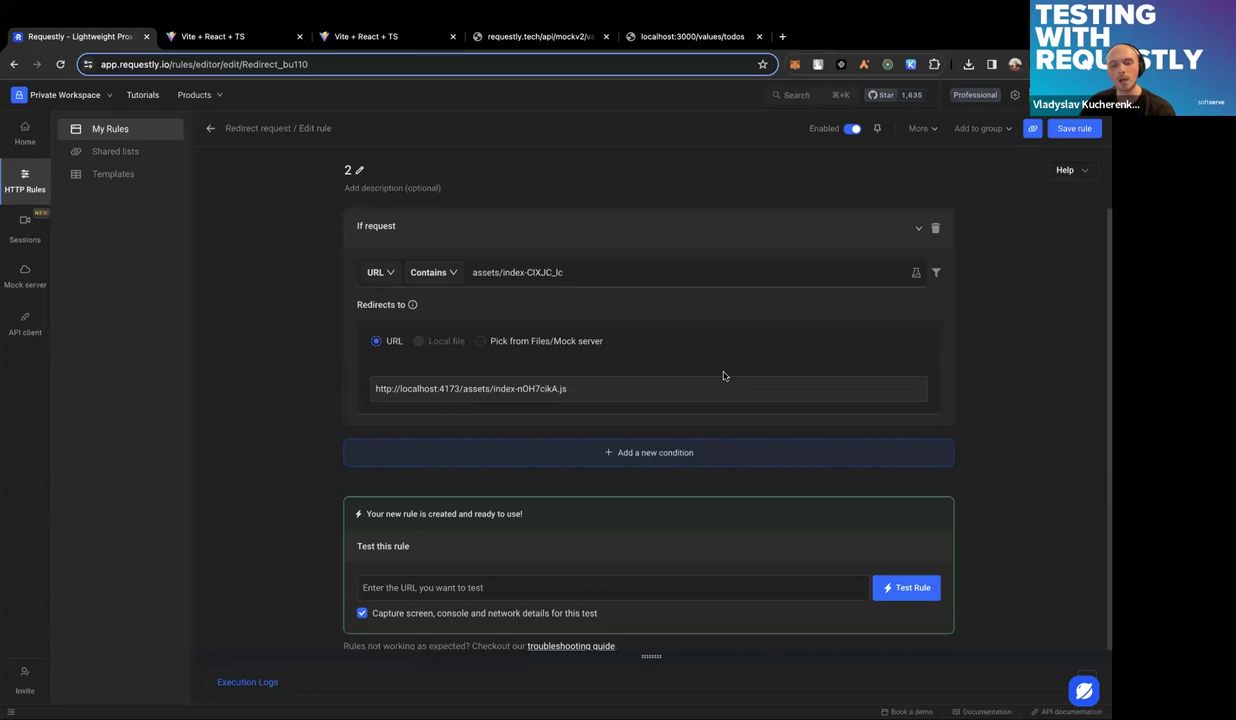 Requestly - Lightweight Prox
Vite + React + TS
Vite + React + TS
requestly.tech/api/mockv2/va
localhost:3000/values/todos
app.requestly.io/rules/editor/edit/Redirect_bu110
TESTING
WITH
REQUESTLY
Vladyslav Kucherenk...
softserve
Private Workspace
Tutorials
Products
Search
⌘+K
Star
1,635
Professional
Home
HTTP Rules
NEW
Sessions
Mock server
API client
Invite
My Rules
Shared lists
Templates
Redirect request / Edit rule
Enabled
More
Add to group
Save rule
2
Help
Add description (optional)
If request
URL
Contains
assets/index-CIXJC_lc
Redirects to
URL
Local file
Pick from Files/Mock server
http://localhost:4173/assets/index-nOH7cikA.js
+ Add a new condition
Your new rule is created and ready to use!
Test this rule
Enter the URL you want to test
Test Rule
Capture screen, console and network details for this test
Rules not working as expected? Checkout our troubleshooting guide.
Execution Logs
Book a demo
Documentation
API documentation